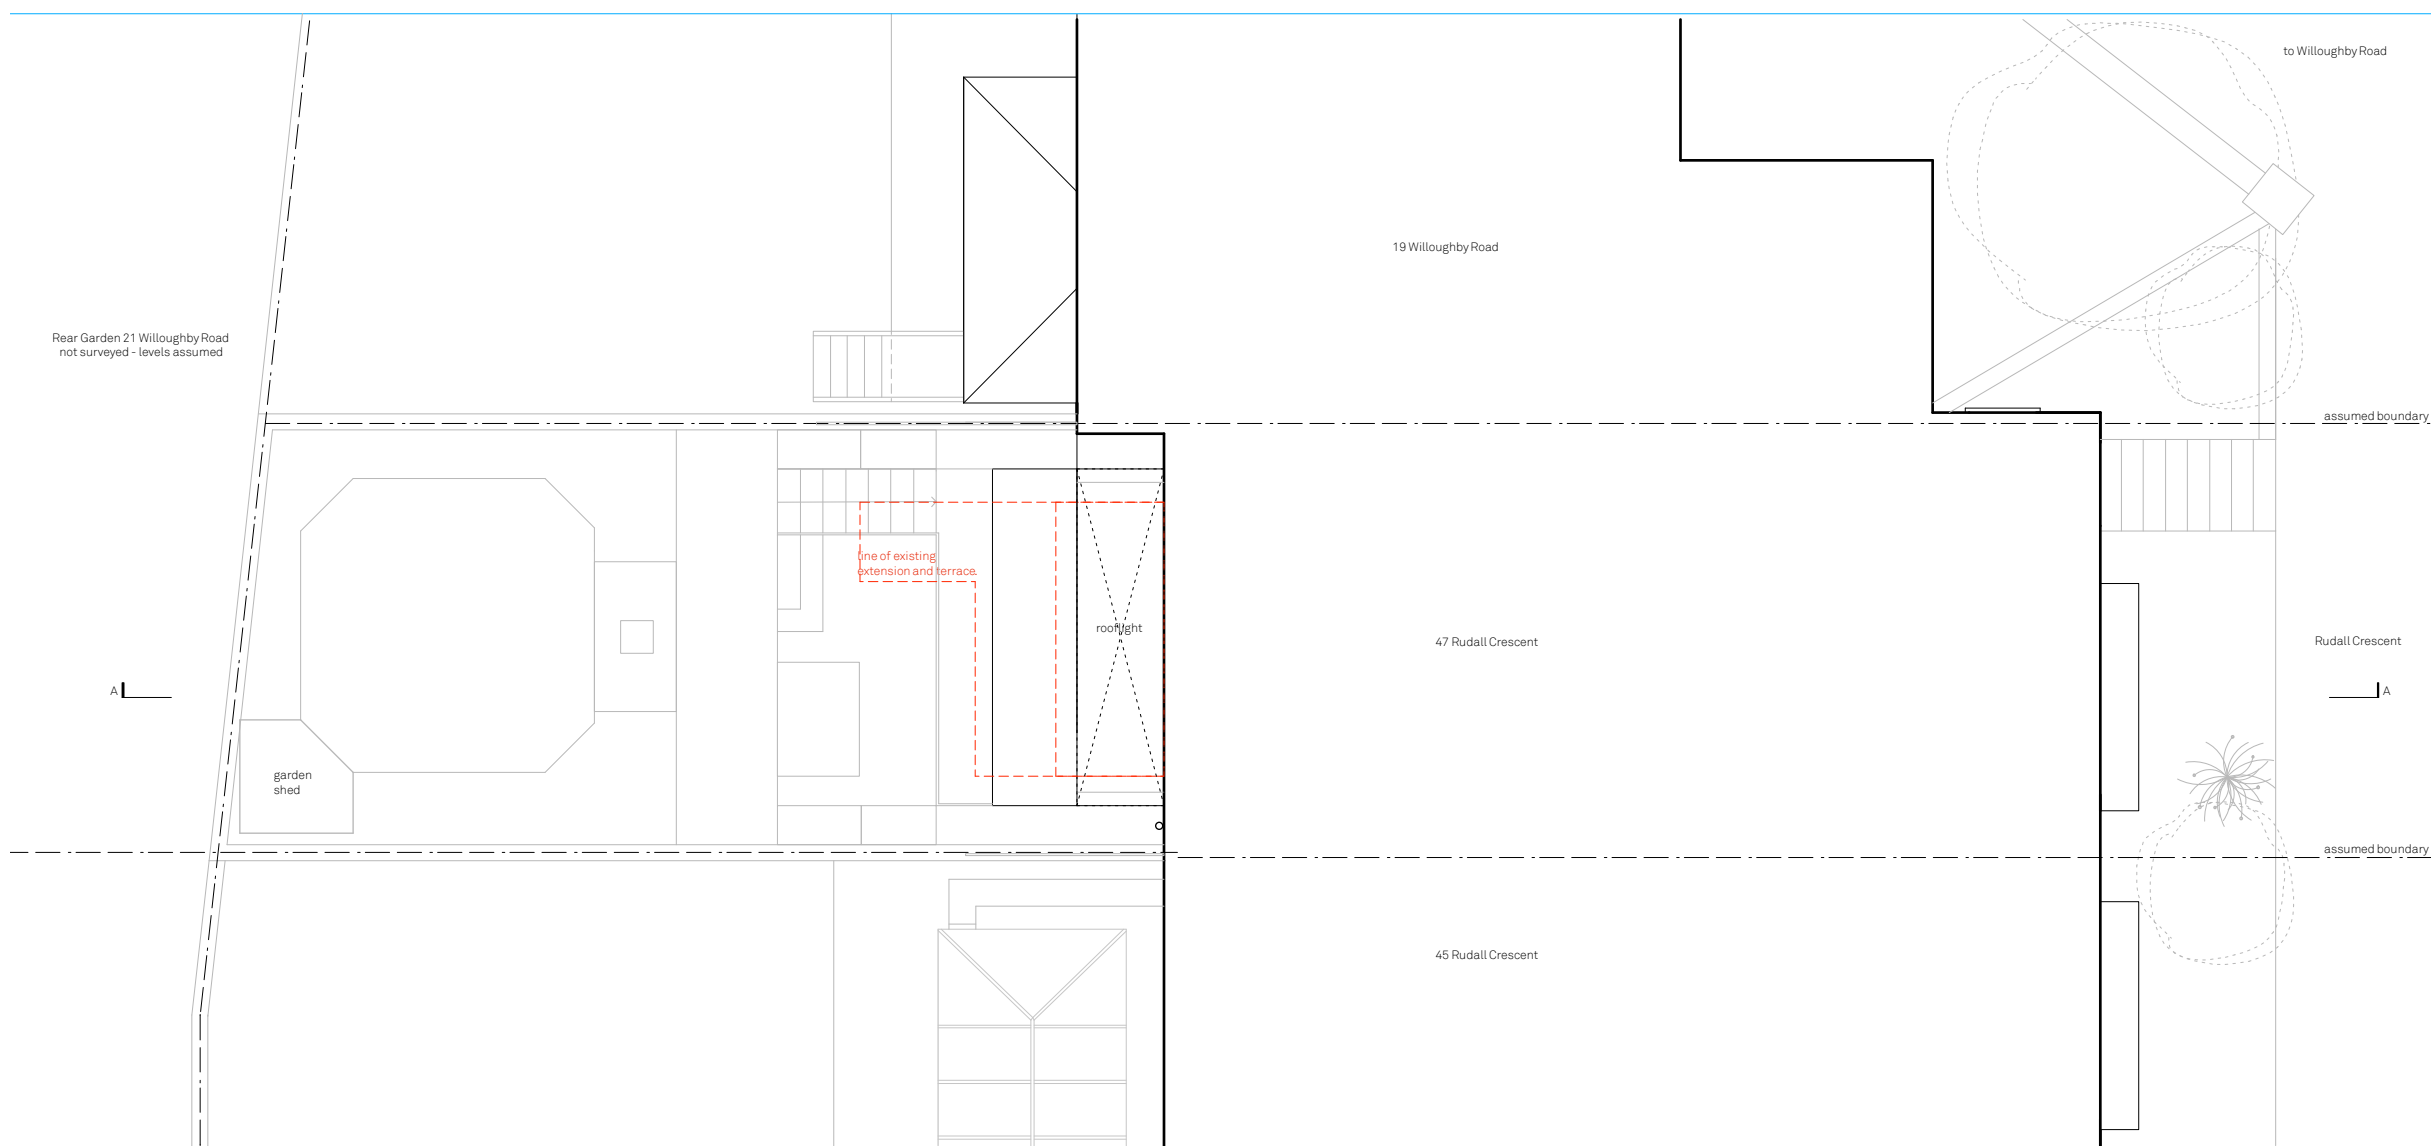 to Willoughby Road
19 Willoughby Road
Rear Garden 21 Willoughby Road
not surveyed - levels assumed
assumed boundary
line of existing
extension and terrace
rooflight
47 Rudall Crescent
Rudall Crescent
A
A
garden
shed
assumed boundary
45 Rudall Crescent